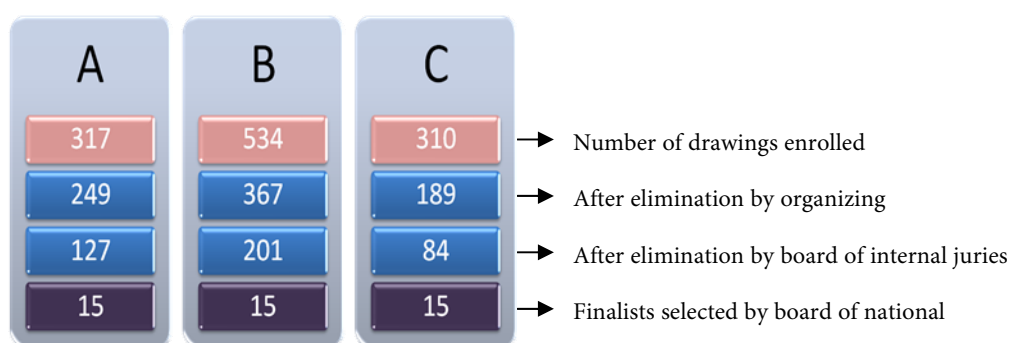 A B C
317 534 310 Number of drawings enrolled
249 367 189 After elimination by organizing
127 201 84 After elimination by board of internal juries
15 15 15 Finalists selected by board of national